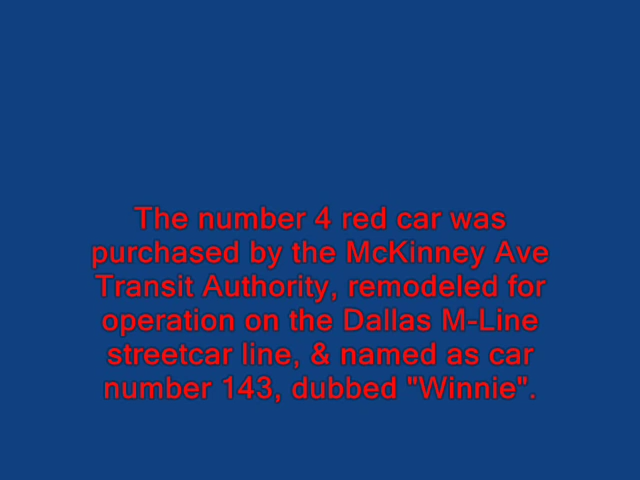 The number 4 red car was
purchased by the McKinney Ave
Transit Authority, remodeled for
operation on the Dallas M-Line
streetcar line, & named as car
number 143, dubbed "Winnie".